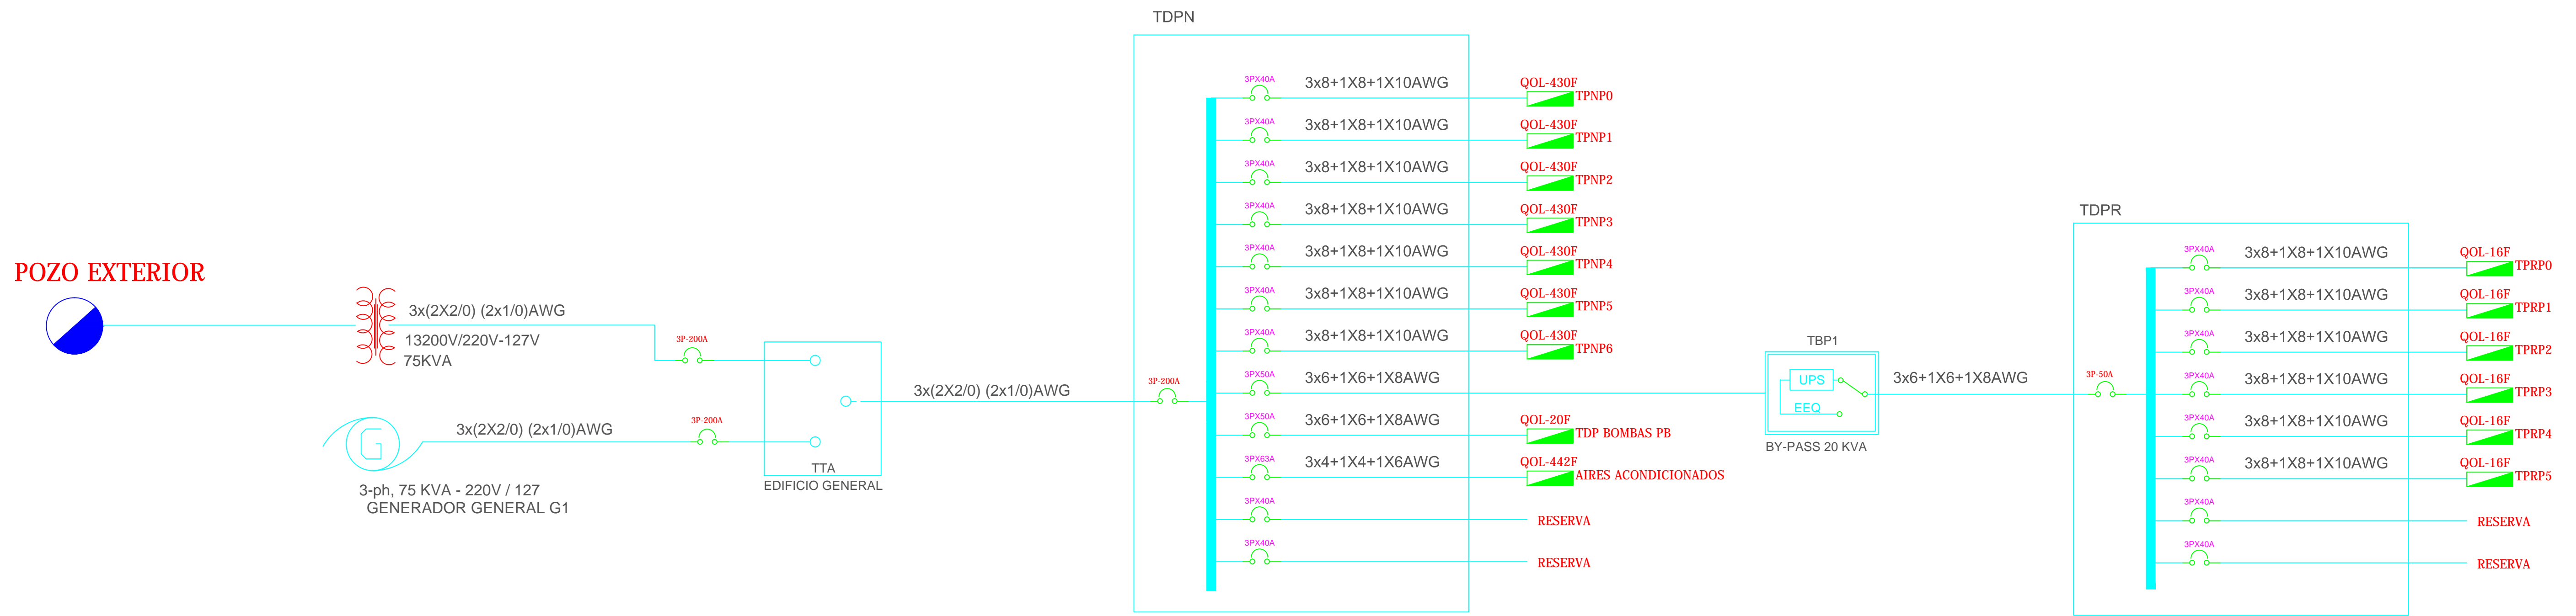 POZO EXTERIOR
3x(2X2/0) (2x1/0)AWG
13200V/220V-127V
75KVA
3P-200A
G
3x(2X2/0) (2x1/0)AWG
3P-200A
3-ph, 75 KVA - 220V / 127
GENERADOR GENERAL G1
TTA
EDIFICIO GENERAL
3x(2X2/0) (2x1/0)AWG
TDPN
3P-200A
3PX40A 3x8+1X8+1X10AWG QOL-430F
TPNP0
3PX40A 3x8+1X8+1X10AWG QOL-430F
TPNP1
3PX40A 3x8+1X8+1X10AWG QOL-430F
TPNP2
3PX40A 3x8+1X8+1X10AWG QOL-430F
TPNP3
3PX40A 3x8+1X8+1X10AWG QOL-430F
TPNP4
3PX40A 3x8+1X8+1X10AWG QOL-430F
TPNP5
3PX40A 3x8+1X8+1X10AWG QOL-430F
TPNP6
3PX50A 3x6+1X6+1X8AWG
3PX50A 3x6+1X6+1X8AWG QOL-20F
TDP BOMBAS PB
3PX63A 3x4+1X4+1X6AWG QOL-442F
AIRES ACONDICIONADOS
3PX40A
RESERVA
3PX40A
RESERVA
TBP1
UPS
EEQ
BY-PASS 20 KVA
3x6+1X6+1X8AWG
TDPR
3P-50A
3PX40A 3x8+1X8+1X10AWG QOL-16F
TPRP0
3PX40A 3x8+1X8+1X10AWG QOL-16F
TPRP1
3PX40A 3x8+1X8+1X10AWG QOL-16F
TPRP2
3PX40A 3x8+1X8+1X10AWG QOL-16F
TPRP3
3PX40A 3x8+1X8+1X10AWG QOL-16F
TPRP4
3PX40A 3x8+1X8+1X10AWG QOL-16F
TPRP5
3PX40A
RESERVA
3PX40A
RESERVA